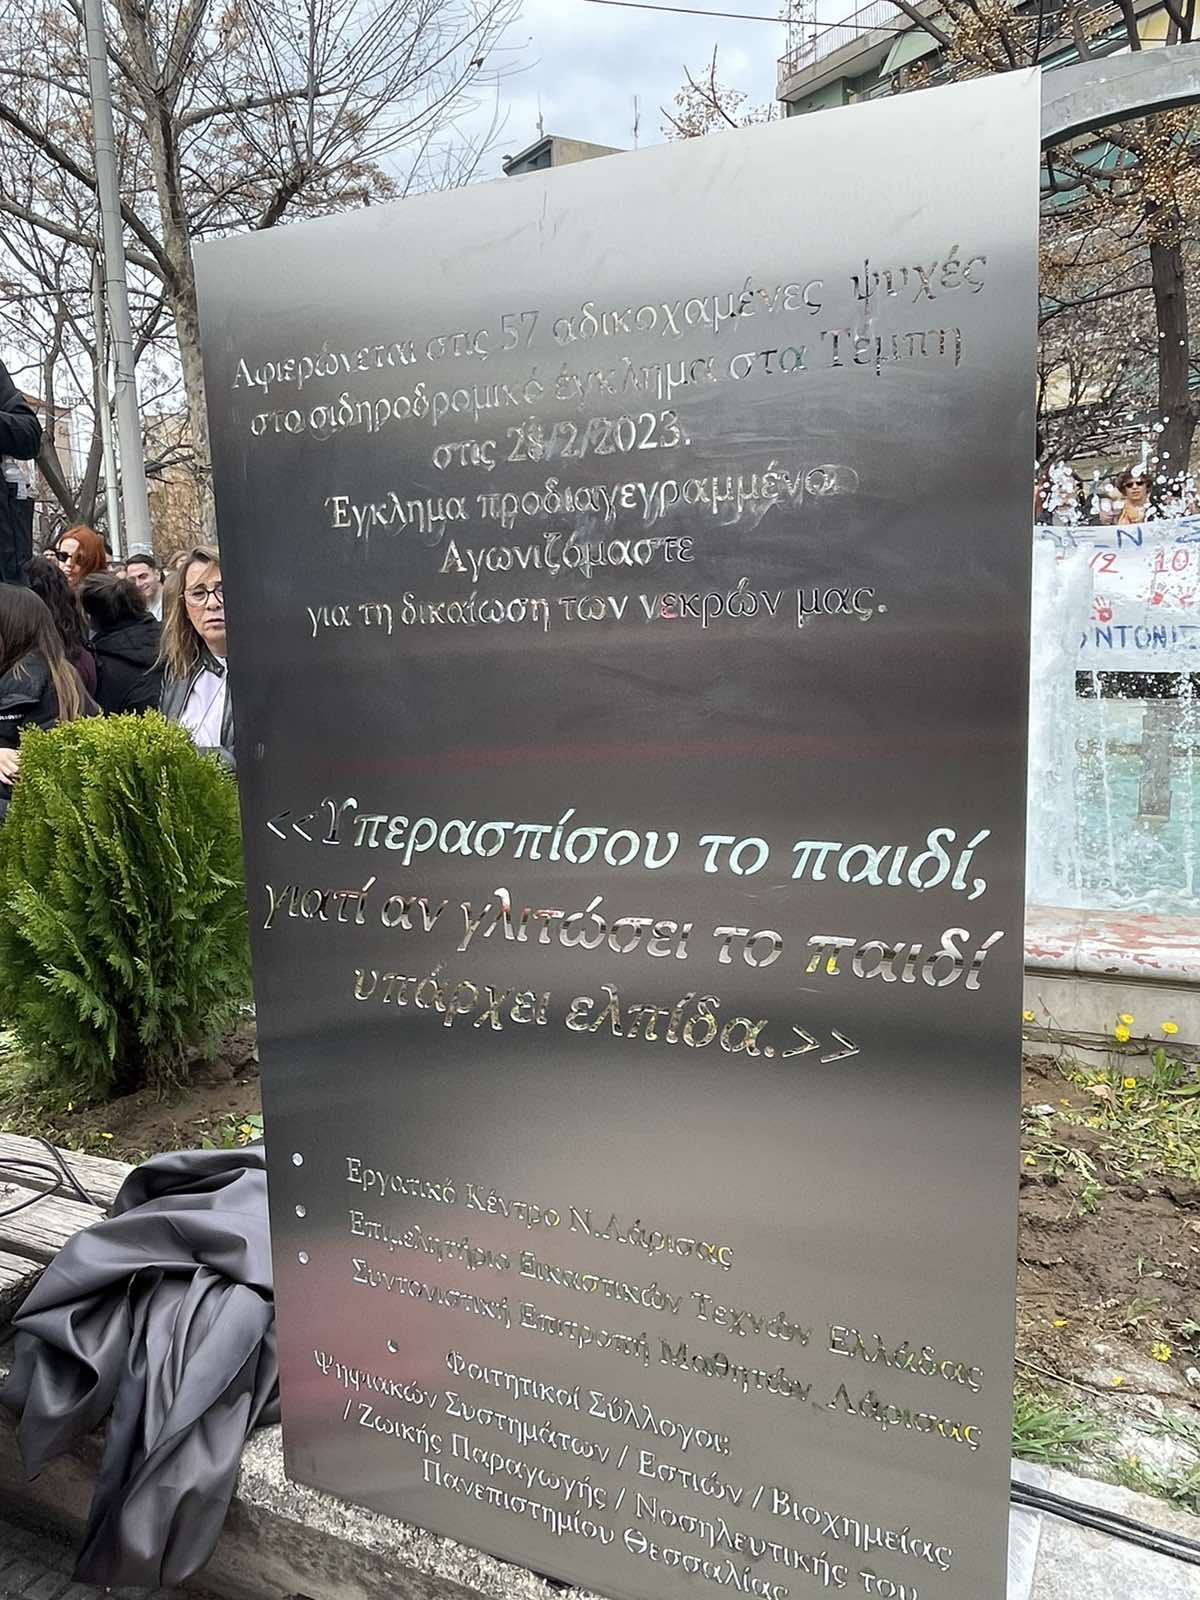 Αφιερώνεται στις 57 αδικοχαμένες ψυχές
στο σιδηροδρομικό έγκλημα στα Τέμπη
στις 28/2/2023.
Έγκλημα προδιαγεγραμμένο
Αγωνιζόμαστε
για τη δικαίωση των νεκρών μας.
<<Υπερασπίσου το παιδί,
γιατί αν γλιτώσει το παιδί
υπάρχει ελπίδα.>>
• Εργατικό Κέντρο Ν.Λάρισας
• Επιμελητήριο Εικαστικών Τεχνών Ελλάδας
• Συντονιστική Επιτροπή Μαθητών Λάρισας
• Φοιτητικοί Σύλλογοι:
Ψηφιακών Συστημάτων / Εστιών / Βιοχημείας
/ Ζωικής Παραγωγής / Νοσηλευτικής του
Πανεπιστημίου Θεσσαλίας